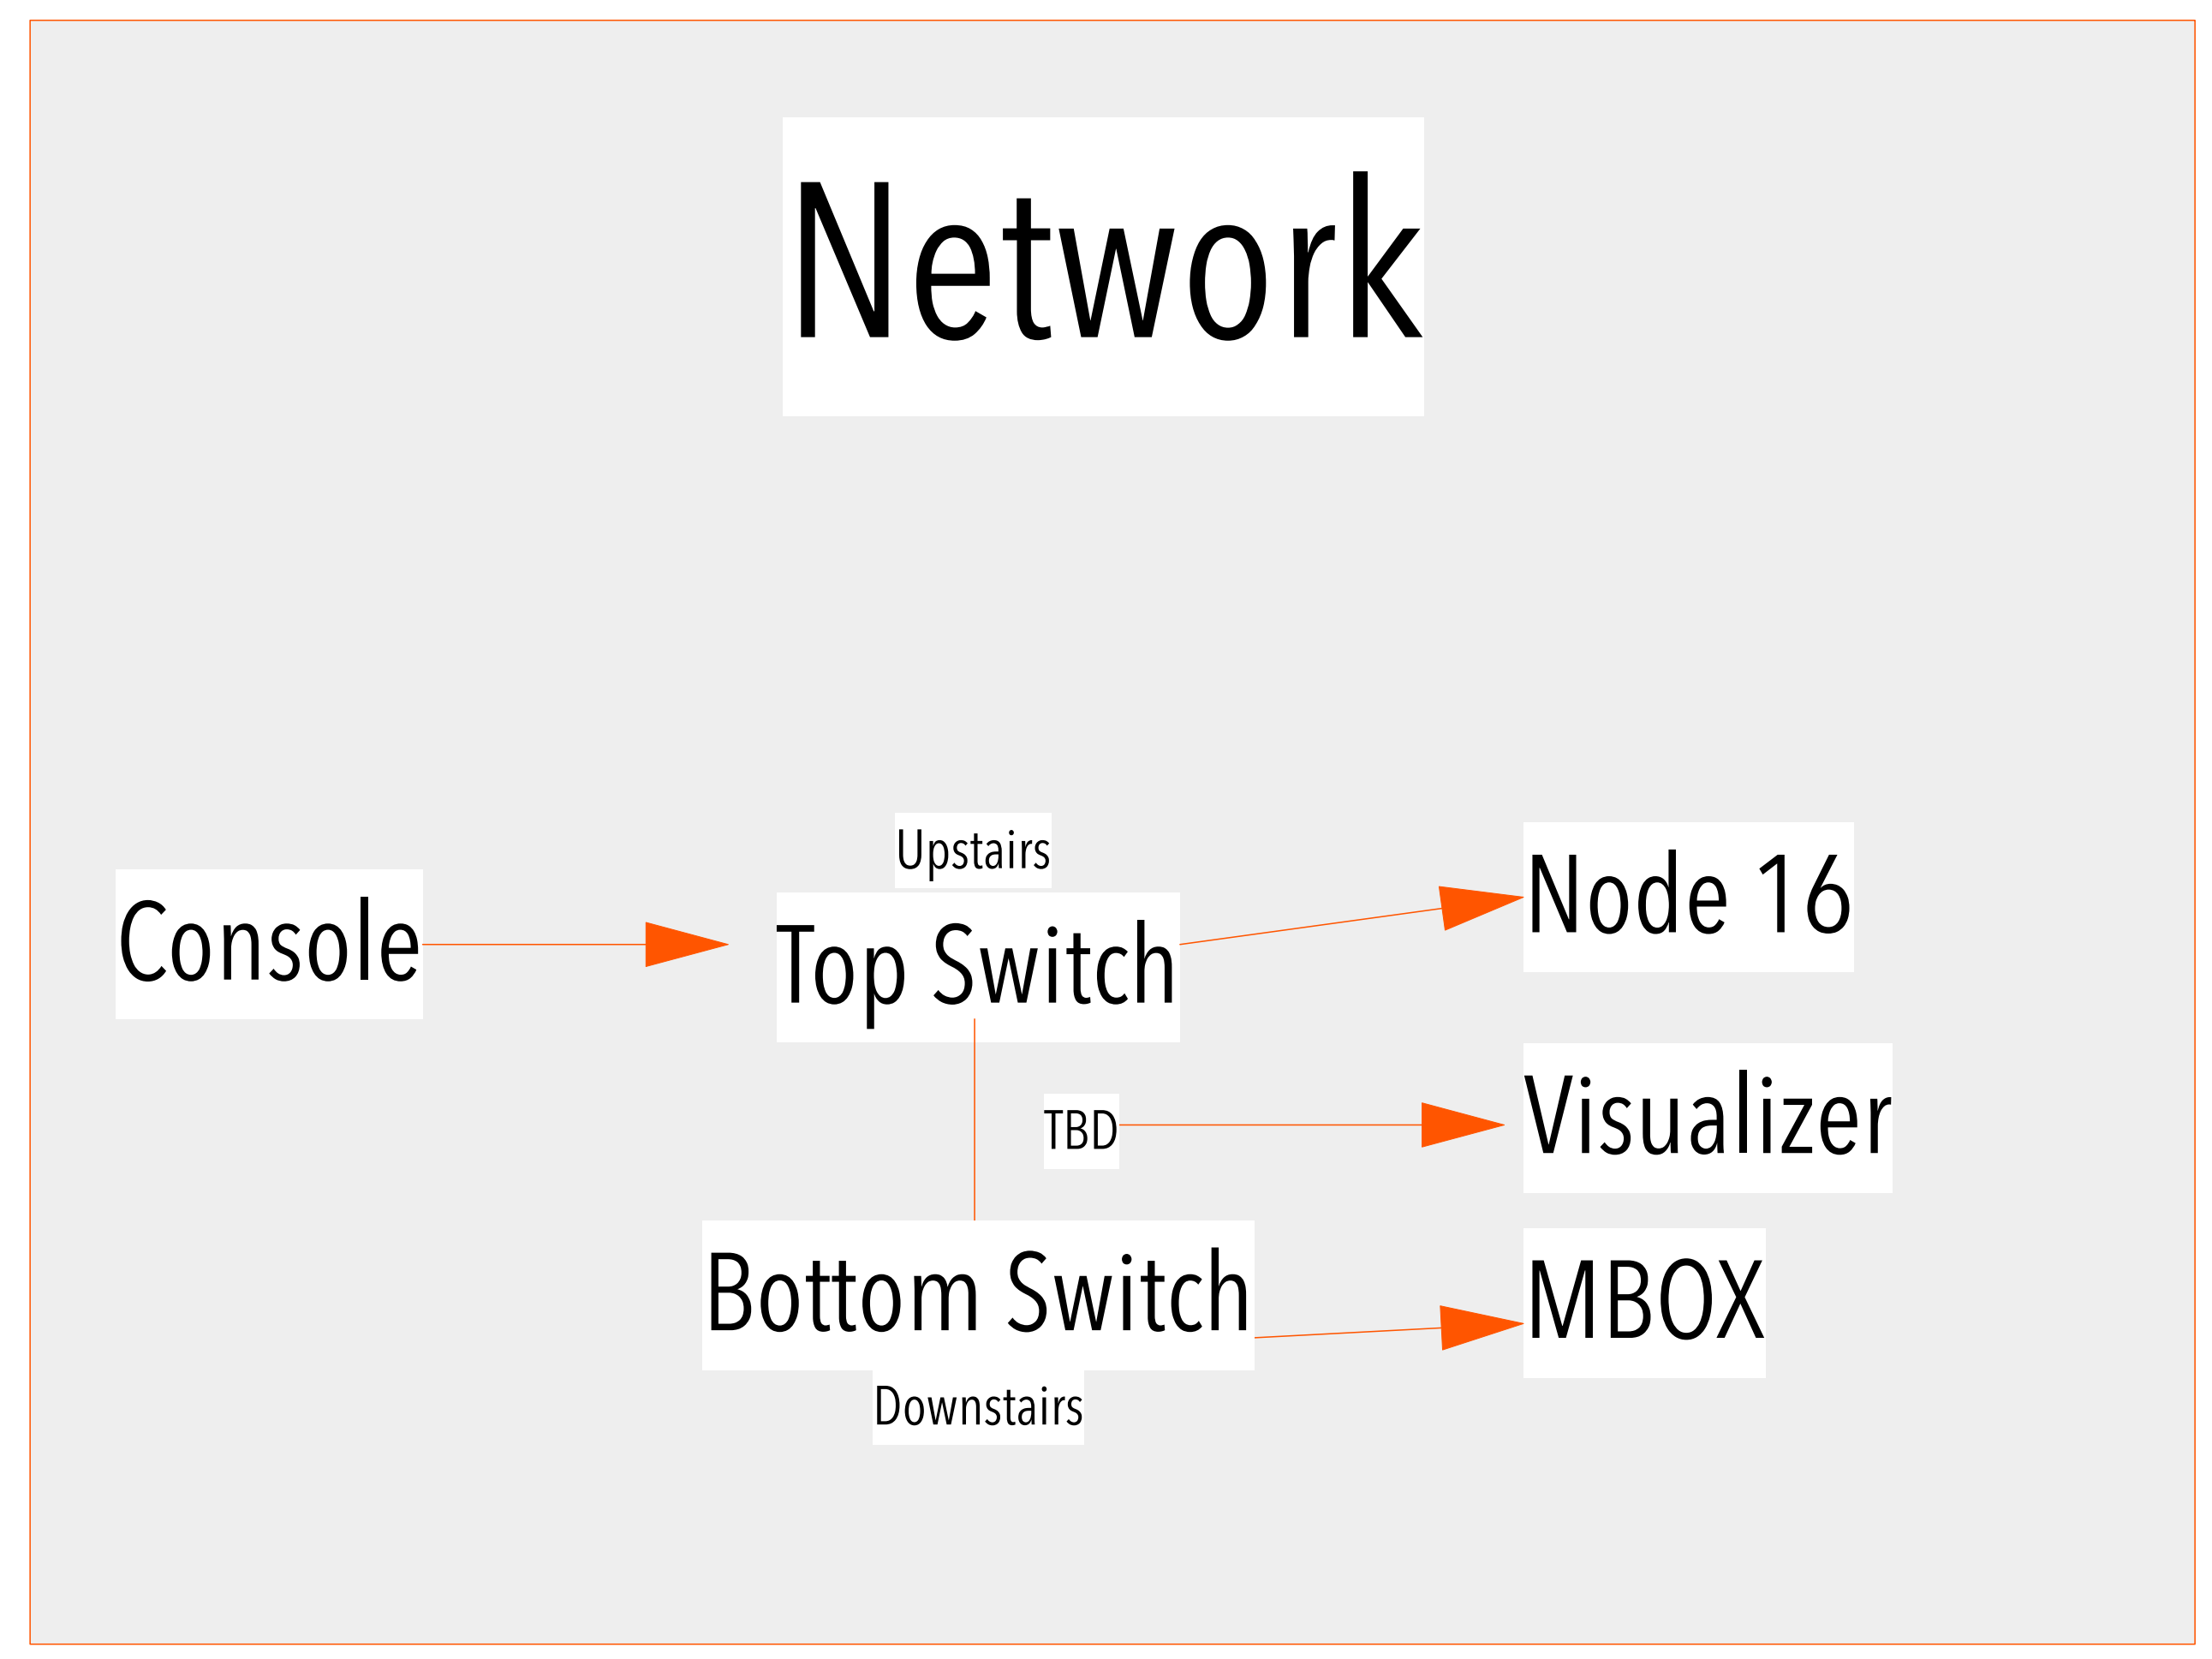 Network
Upstairs
Console
Top Switch
Node 16
TBD
Visualizer
Bottom Switch
MBOX
Downstairs